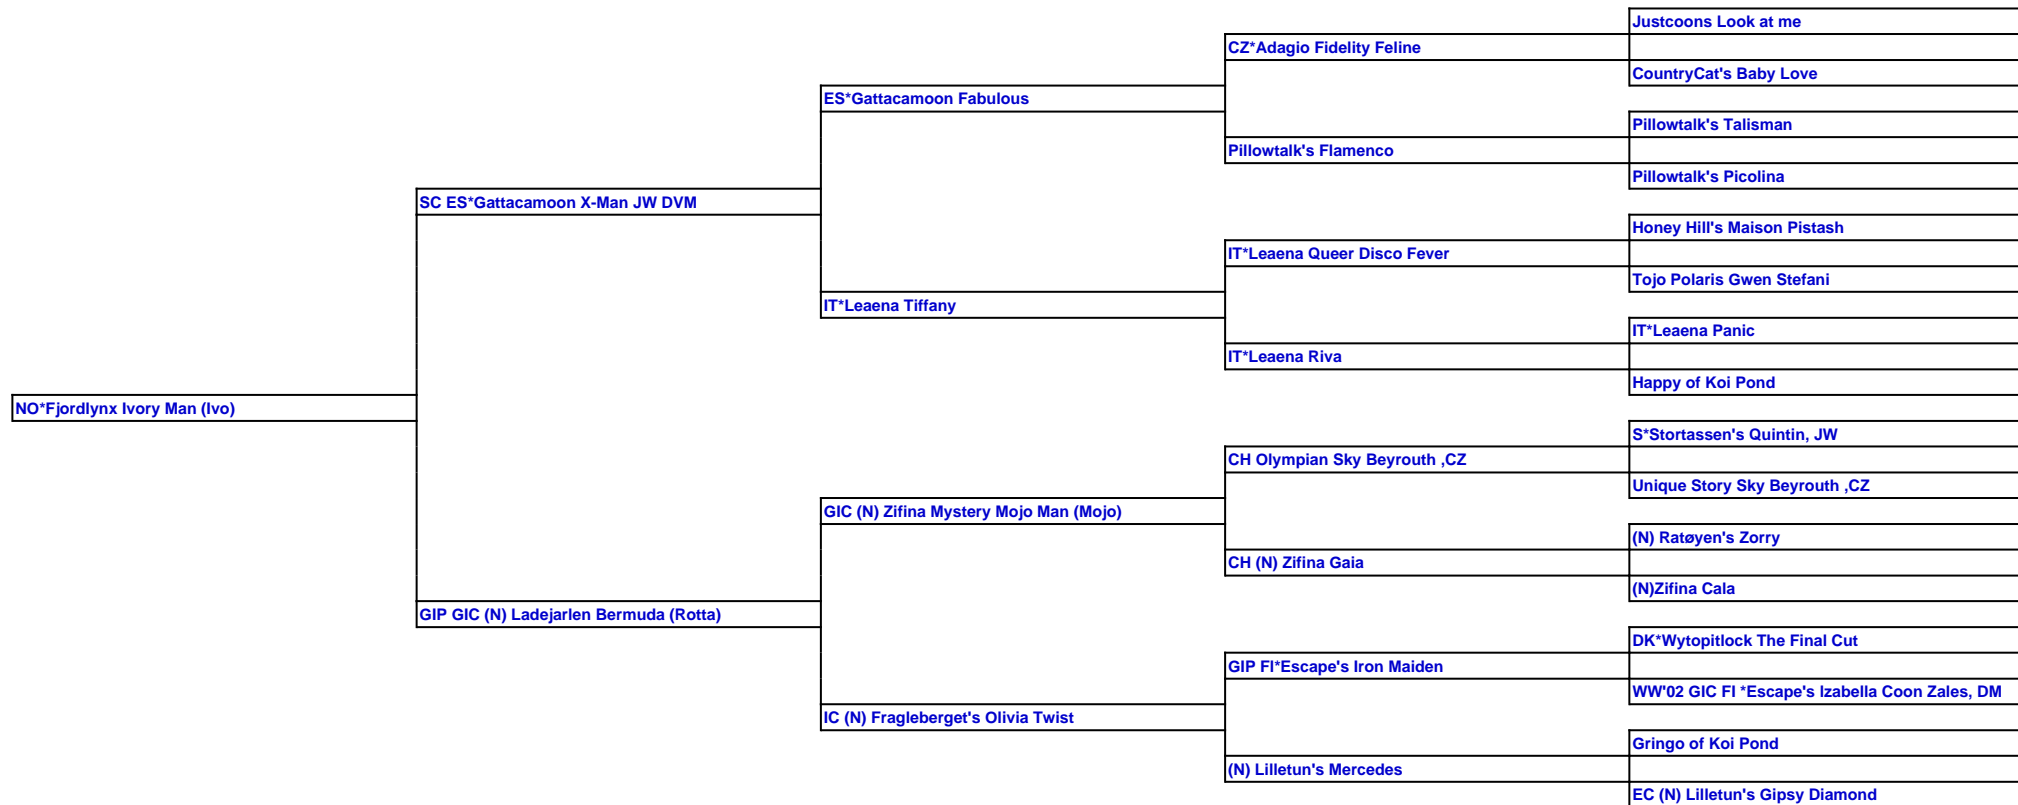 Justcoons Look at me
CZ*Adagio Fidelity Feline
CountryCat's Baby Love
ES*Gattacamoon Fabulous
Pillowtalk's Talisman
Pillowtalk's Flamenco
Pillowtalk's Picolina
SC ES*Gattacamoon X-Man JW DVM
Honey Hill's Maison Pistash
IT*Leaena Queer Disco Fever
Tojo Polaris Gwen Stefani
IT*Leaena Tiffany
IT*Leaena Panic
IT*Leaena Riva
Happy of Koi Pond
NO*Fjordlynx Ivory Man (Ivo)
S*Stortassen's Quintin, JW
CH Olympian Sky Beyrouth ,CZ
Unique Story Sky Beyrouth ,CZ
GIC (N) Zifina Mystery Mojo Man (Mojo)
(N) Ratøyen's Zorry
CH (N) Zifina Gaia
(N)Zifina Cala
GIP GIC (N) Ladejarlen Bermuda (Rotta)
DK*Wytopitlock The Final Cut
GIP FI*Escape's Iron Maiden
WW'02 GIC FI *Escape's Izabella Coon Zales, DM
IC (N) Fragleberget's Olivia Twist
Gringo of Koi Pond
(N) Lilletun's Mercedes
EC (N) Lilletun's Gipsy Diamond